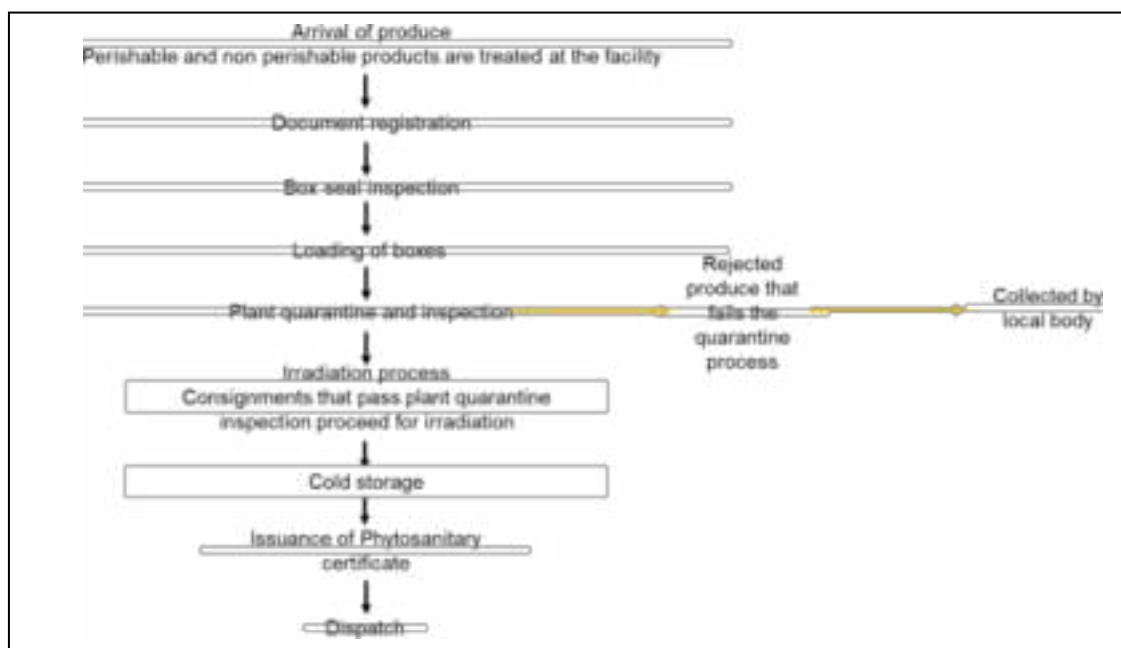 Arrival of produce
Perishable and non perishable products are treated at the facility
Document registration
Box seal inspection
Loading of boxes
Plant quarantine and inspection
Rejected
produce that
fails the
quarantine
process
Collected by
local body
Irradiation process
Consignments that pass plant quarantine
inspection proceed for irradiation
Cold storage
Issuance of Phytosanitary
certificate
Dispatch